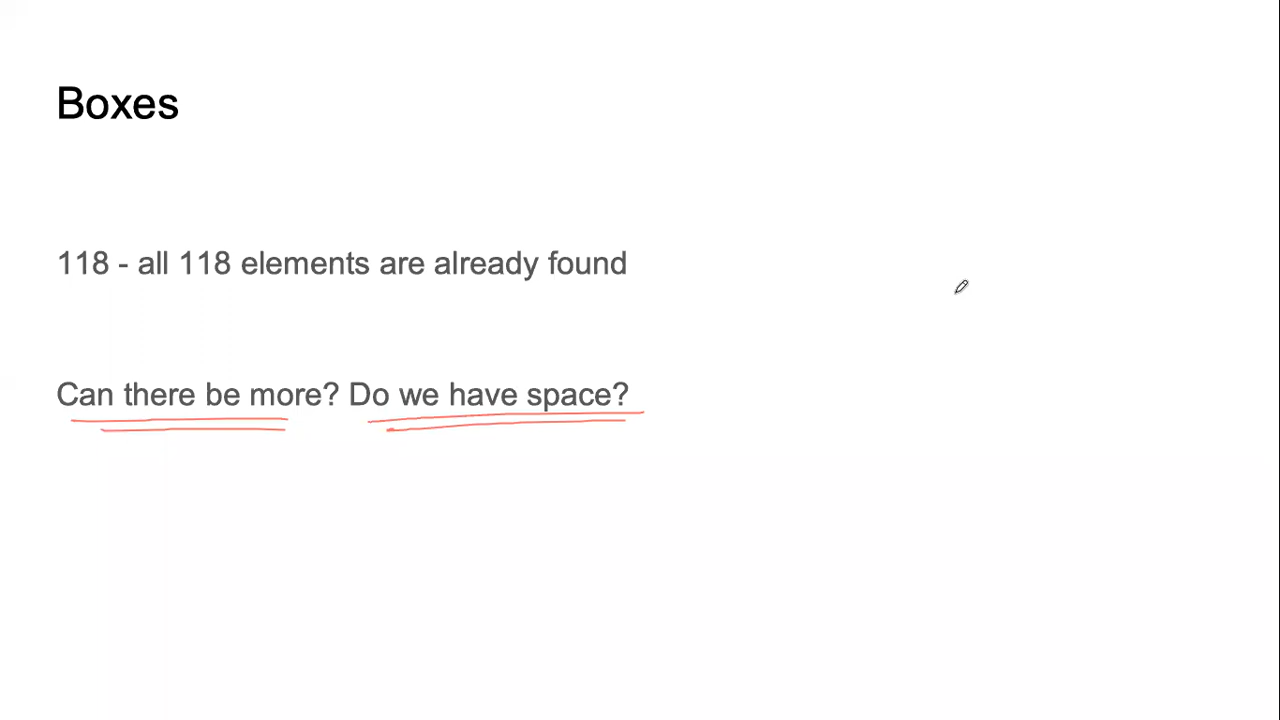 Boxes
118 - all 118 elements are already found
Can there be more? Do we have space?